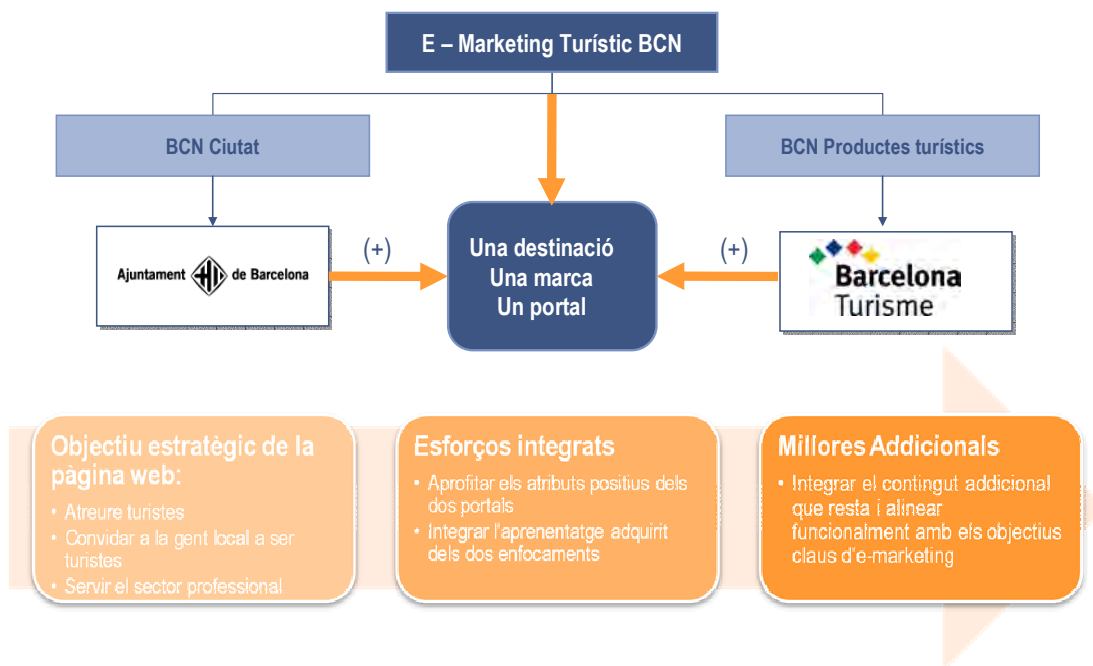 E – Marketing Turístic BCN
BCN Ciutat
BCN Productes turístics
Ajuntament de Barcelona
(+)
Una destinació
Una marca
Un portal
(+)
Barcelona
Turisme
Objectiu estratègic de la
pàgina web:
• Atreure turistes
• Convidar a la gent local a ser
turistes
• Servir el sector professional
Esforços integrats
• Aprofitar els atributs positius dels
dos portals
• Integrar l'aprenentatge adquirit
dels dos enfocaments
Millores Addicionals
• Integrar el contingut addicional
que resta i alinear
funcionalment amb els objectius
claus d'e-marketing